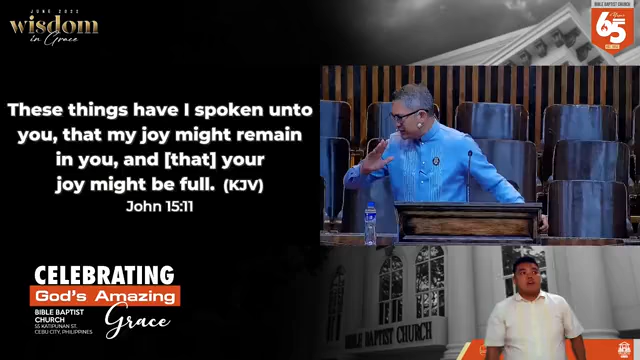 JUNE 2022
wisdom
in Grace
BIBLE BAPTIST CHURCH
65
These things have I spoken unto
you, that my joy might remain
in you, and [that] your
joy might be full. (KJV)
John 15:11
CELEBRATING
God's Amazing
Grace
BIBLE BAPTIST
CHURCH
55 KATIPUNAN ST.
CEBU CITY, PHILIPPINES
BIBLE BAPTIST CHURCH